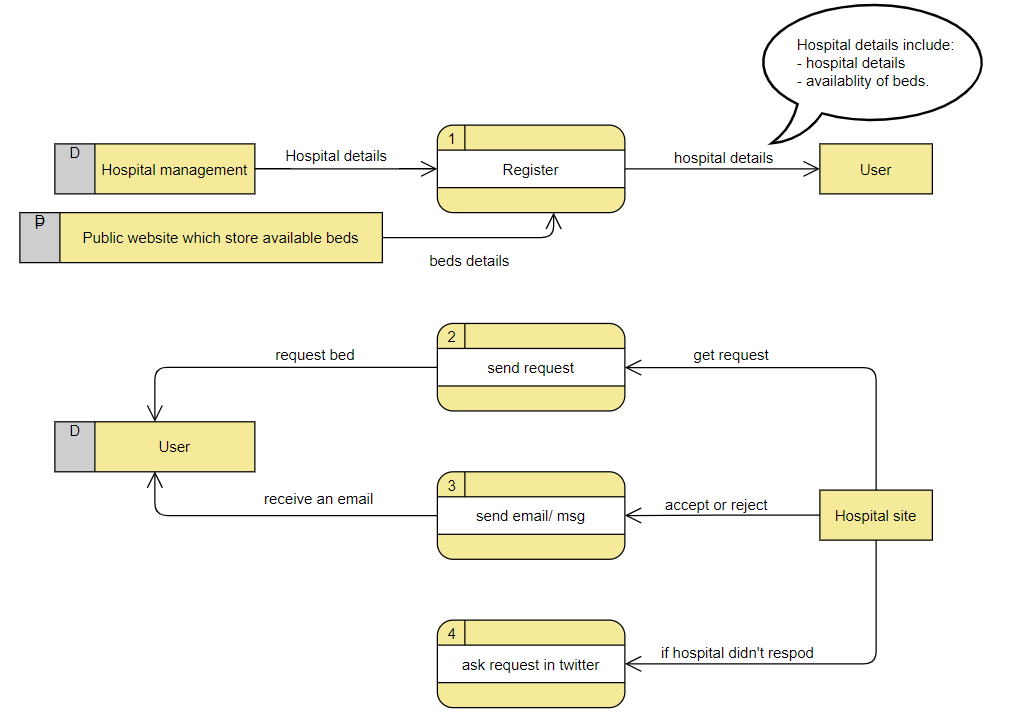 Hospital details include:
- hospital details
- availablity of beds.
1
D
Hospital management
Hospital details
Register
hospital details
User
Public website which store available beds
beds details
2
request bed
send request
get request
D
User
3
receive an email
send email/ msg
accept or reject
Hospital site
4
ask request in twitter
if hospital didn't respod